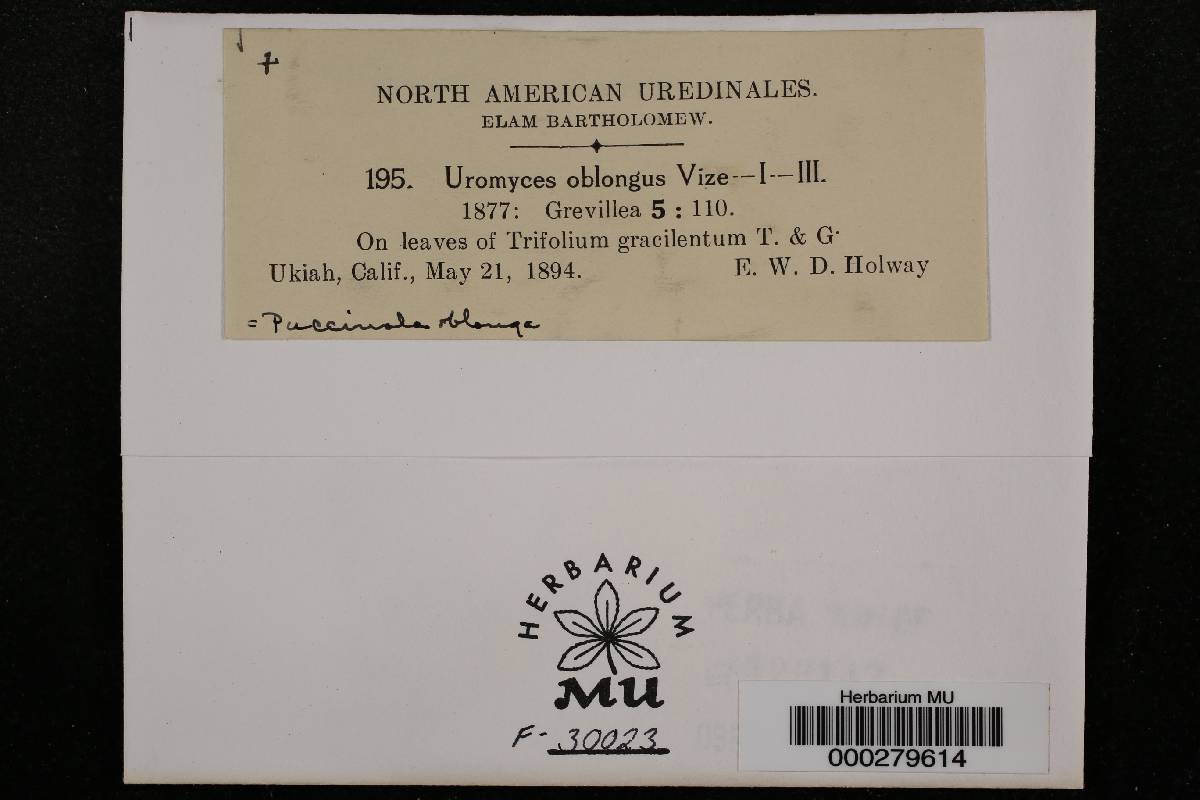 +
NORTH AMERICAN UREDINALES.
ELAM BARTHOLOMEW.
195. Uromyces oblongus Vize--I--III.
1877: Grevillea 5 : 110.
On leaves of Trifolium gracilentum T. & G.
Ukiah, Calif., May 21, 1894. E. W. D. Holway
= Puccinola oblonga
HERBARIUM
MU
F- 30023
Herbarium MU
000279614